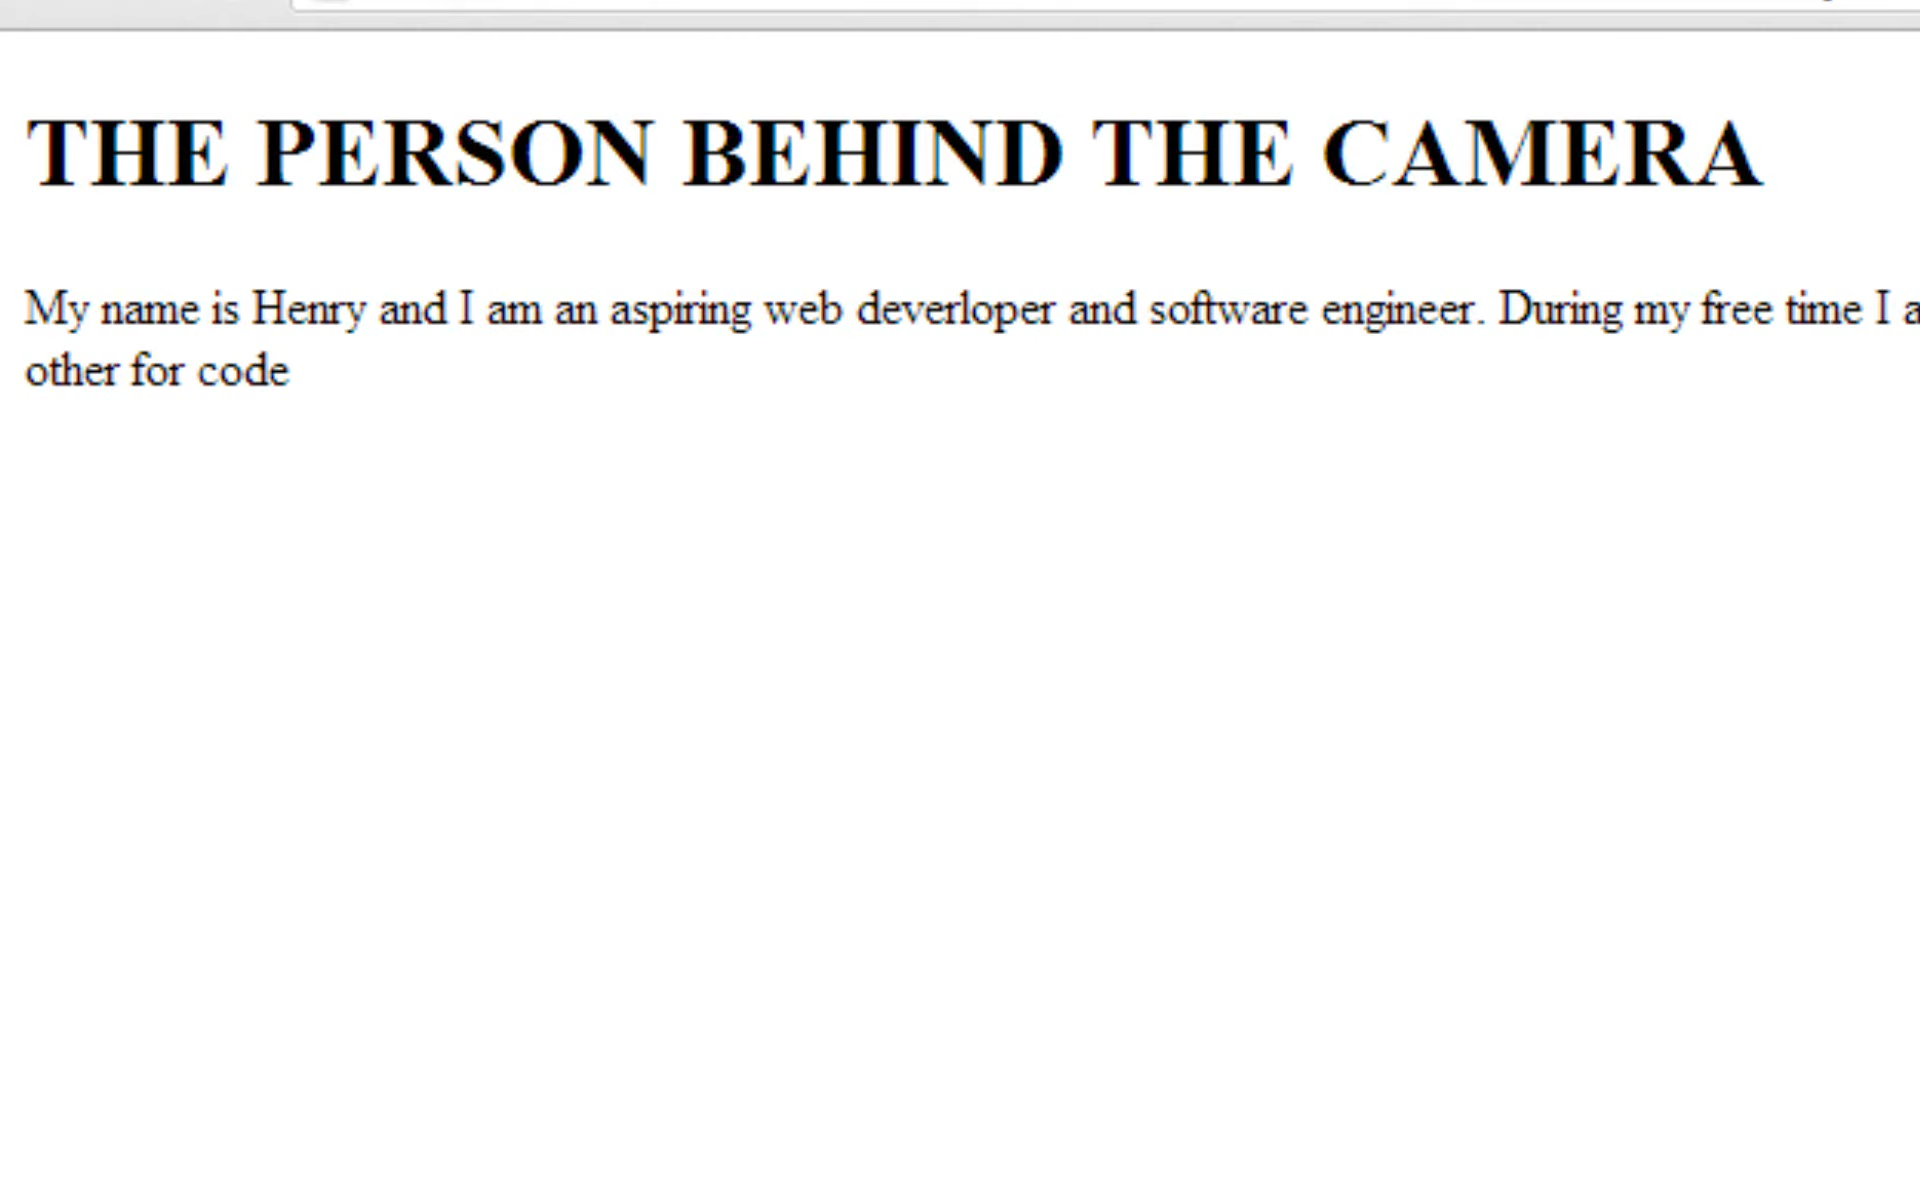 THE PERSON BEHIND THE CAMERA
My name is Henry and I am an aspiring web deverloper and software engineer. During my free time I a
other for code